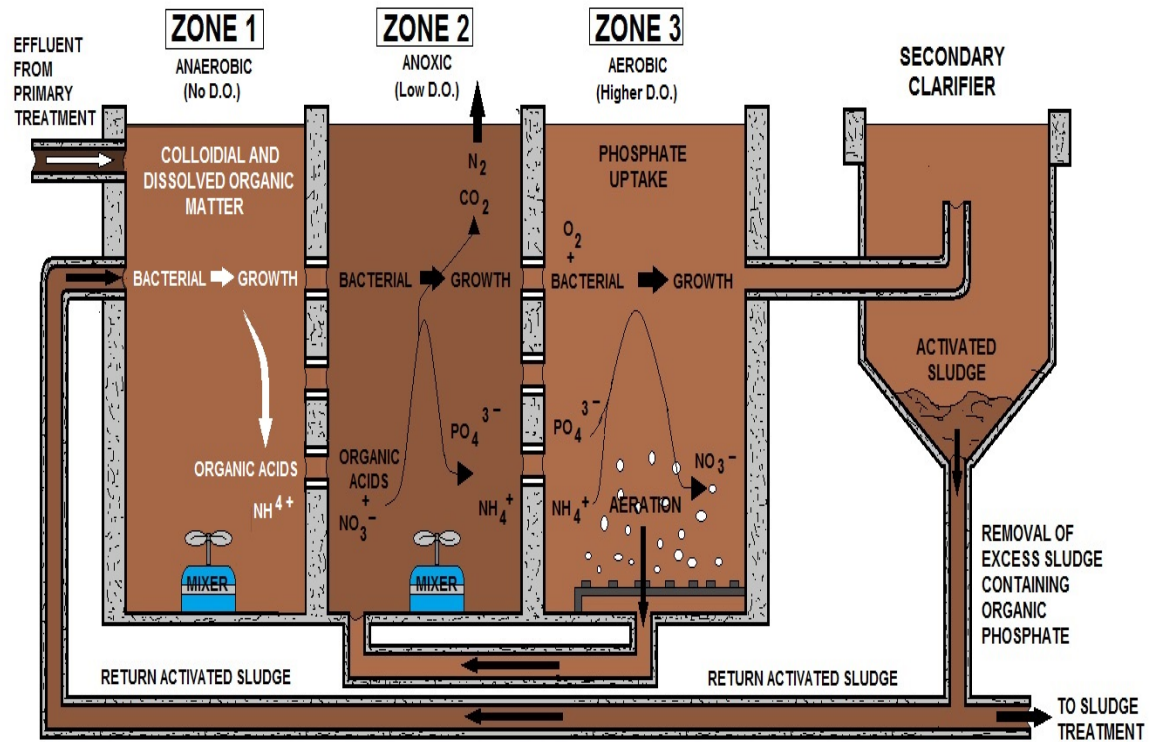 ZONE 1
ANAEROBIC
(No D.O.)
ZONE 2
ANOXIC
(Low D.O.)
ZONE 3
AEROBIC
(Higher D.O.)
SECONDARY
CLARIFIER
EFFLUENT
FROM
PRIMARY
TREATMENT
COLLOIDIAL AND
DISSOLVED ORGANIC
MATTER
BACTERIAL
GROWTH
ORGANIC ACIDS
NH4+
MIXER
N2
CO2
BACTERIAL
GROWTH
ORGANIC
ACIDS
+
NO3−
PO4 3−
NH4+
MIXER
PHOSPHATE
UPTAKE
O2
+
BACTERIAL
GROWTH
PO4 3−
NH4+
NO3−
AERATION
ACTIVATED
SLUDGE
REMOVAL OF
EXCESS SLUDGE
CONTAINING
ORGANIC
PHOSPHATE
RETURN ACTIVATED SLUDGE
RETURN ACTIVATED SLUDGE
TO SLUDGE
TREATMENT